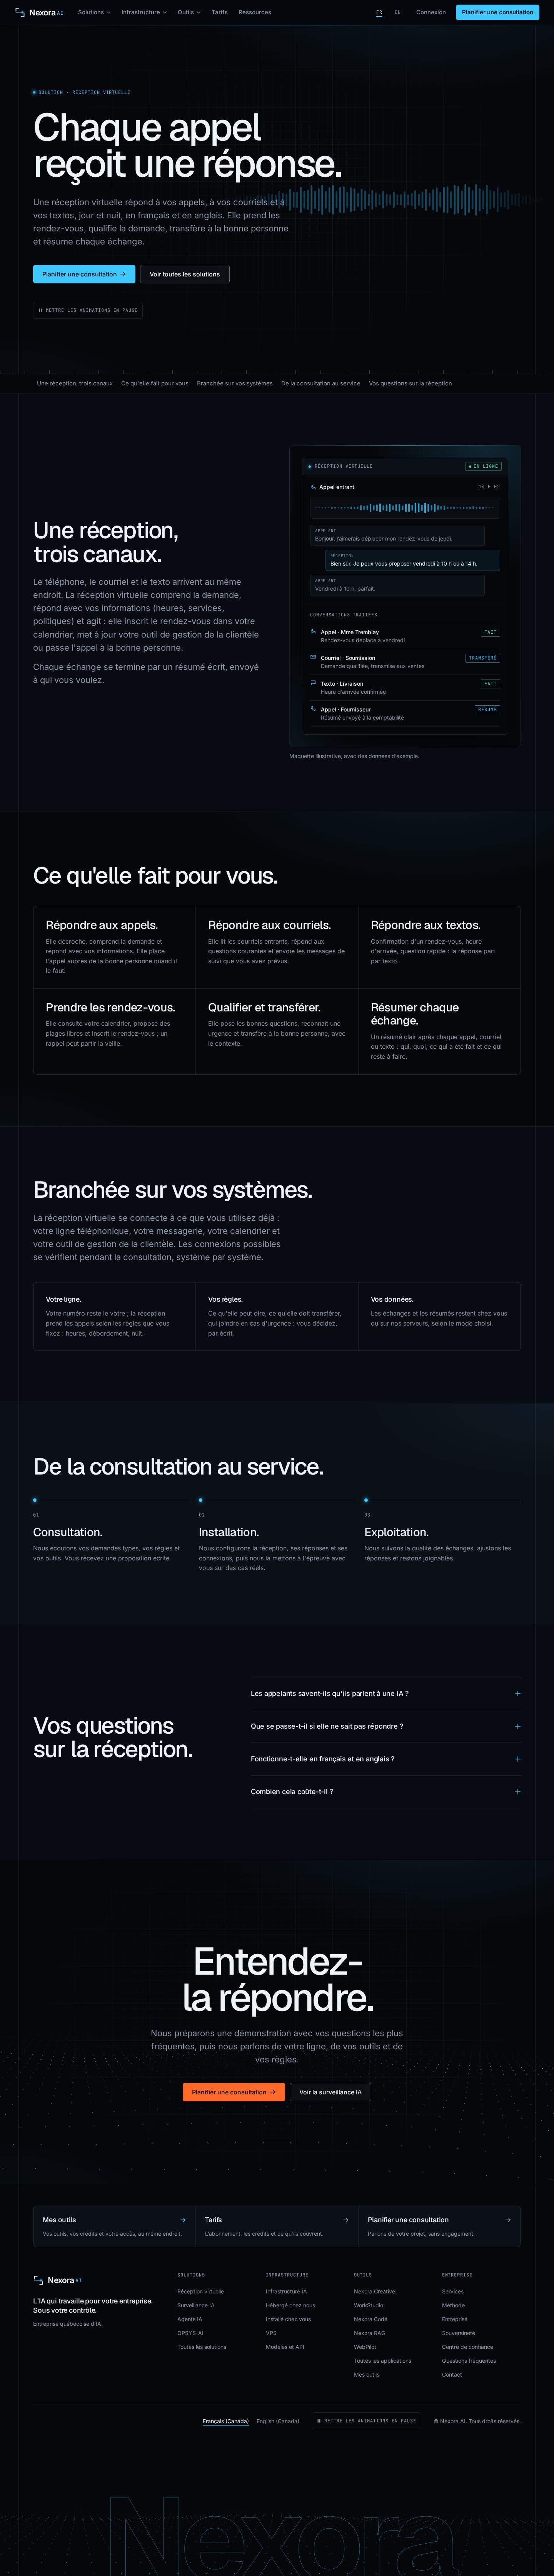 Nexora AI
Solutions
Infrastructure
Outils
Tarifs
Ressources
FR
EN
Connexion
Planifier une consultation
SOLUTION · RÉCEPTION VIRTUELLE
Chaque appel
reçoit une réponse.
Une réception virtuelle répond à vos appels, à vos courriels et à
vos textos, jour et nuit, en français et en anglais. Elle prend les
rendez-vous, qualifie la demande, transfère à la bonne personne
et résume chaque échange.
Planifier une consultation →
Voir toutes les solutions
METTRE LES ANIMATIONS EN PAUSE
Une réception, trois canaux
Ce qu'elle fait pour vous
Branchée sur vos systèmes
De la consultation au service
Vos questions sur la réception
Une réception,
trois canaux.
Le téléphone, le courriel et le texto arrivent au même
endroit. La réception virtuelle comprend la demande,
répond avec vos informations (heures, services,
politiques) et agit : elle inscrit le rendez-vous dans votre
calendrier, met à jour votre outil de gestion de la clientèle
ou passe l'appel à la bonne personne.
Chaque échange se termine par un résumé écrit, envoyé
à qui vous voulez.
RÉCEPTION VIRTUELLE
EN LIGNE
Appel entrant
14 H 02
APPELANT
Bonjour, j'aimerais déplacer mon rendez-vous de jeudi.
RÉCEPTION
Bien sûr. Je peux vous proposer vendredi à 10 h ou à 14 h.
APPELANT
Vendredi à 10 h, parfait.
CONVERSATIONS TRAITÉES
Appel · Mme Tremblay
FAIT
Rendez-vous déplacé à vendredi
Courriel · Soumission
TRANSFÉRÉ
Demande qualifiée, transmise aux ventes
Texto · Livraison
FAIT
Heure d'arrivée confirmée
Appel · Fournisseur
RÉSUMÉ
Résumé envoyé à la comptabilité
Maquette illustrative, avec des données d'exemple.
Ce qu'elle fait pour vous.
Répondre aux appels.
Elle décroche, comprend la demande et
répond avec vos informations. Elle place
l'appel auprès de la bonne personne quand il
le faut.
Répondre aux courriels.
Elle lit les courriels entrants, répond aux
questions courantes et envoie les messages de
suivi que vous avez prévus.
Répondre aux textos.
Confirmation d'un rendez-vous, heure
d'arrivée, question rapide : la réponse part
par texto.
Prendre les rendez-vous.
Elle consulte votre calendrier, propose des
plages libres et inscrit le rendez-vous ; un
rappel peut partir la veille.
Qualifier et transférer.
Elle pose les bonnes questions, reconnaît une
urgence et transfère à la bonne personne, avec
le contexte.
Résumer chaque
échange.
Un résumé clair après chaque appel, courriel
ou texto : qui, quoi, ce qui a été fait et ce qui
reste à faire.
Branchée sur vos systèmes.
La réception virtuelle se connecte à ce que vous utilisez déjà :
votre ligne téléphonique, votre messagerie, votre calendrier et
votre outil de gestion de la clientèle. Les connexions possibles
se vérifient pendant la consultation, système par système.
Votre ligne.
Votre numéro reste le vôtre ; la réception
prend les appels selon les règles que vous
fixez : heures, débordement, nuit.
Vos règles.
Ce qu'elle peut dire, ce qu'elle doit transférer,
qui joindre en cas d'urgence : vous décidez,
par écrit.
Vos données.
Les échanges et les résumés restent chez vous
ou sur nos serveurs, selon le mode choisi.
De la consultation au service.
01
Consultation.
Nous écoutons vos demandes types, vos règles et
vos outils. Vous recevez une proposition écrite.
02
Installation.
Nous configurons la réception, ses réponses et ses
connexions, puis nous la mettons à l'épreuve avec
vous sur des cas réels.
03
Exploitation.
Nous suivons la qualité des échanges, ajustons les
réponses et restons joignables.
Vos questions
sur la réception.
Les appelants savent-ils qu'ils parlent à une IA ?
Que se passe-t-il si elle ne sait pas répondre ?
Fonctionne-t-elle en français et en anglais ?
Combien cela coûte-t-il ?
Entendez-
la répondre.
Nous préparons une démonstration avec vos questions les plus
fréquentes, puis nous parlons de votre ligne, de vos outils et de
vos règles.
Planifier une consultation →
Voir la surveillance IA
Mes outils →
Vos outils, vos crédits et votre accès, au même endroit.
Tarifs →
L'abonnement, les crédits et ce qu'ils couvrent.
Planifier une consultation →
Parlons de votre projet, sans engagement.
Nexora AI
L'IA qui travaille pour votre entreprise.
Sous votre contrôle.
Entreprise québécoise d'IA.
SOLUTIONS
Réception virtuelle
Surveillance IA
Agents IA
OPSYS-AI
Toutes les solutions
INFRASTRUCTURE
Infrastructure IA
Hébergé chez nous
Installé chez vous
VPS
Modèles et API
OUTILS
Nexora Creative
WorkStudio
Nexora Code
Nexora RAG
WebPilot
Toutes les applications
Mes outils
ENTREPRISE
Services
Méthode
Entreprise
Souveraineté
Centre de confiance
Questions fréquentes
Contact
Français (Canada)
English (Canada)
METTRE LES ANIMATIONS EN PAUSE
© Nexora AI. Tous droits réservés.
Nexora